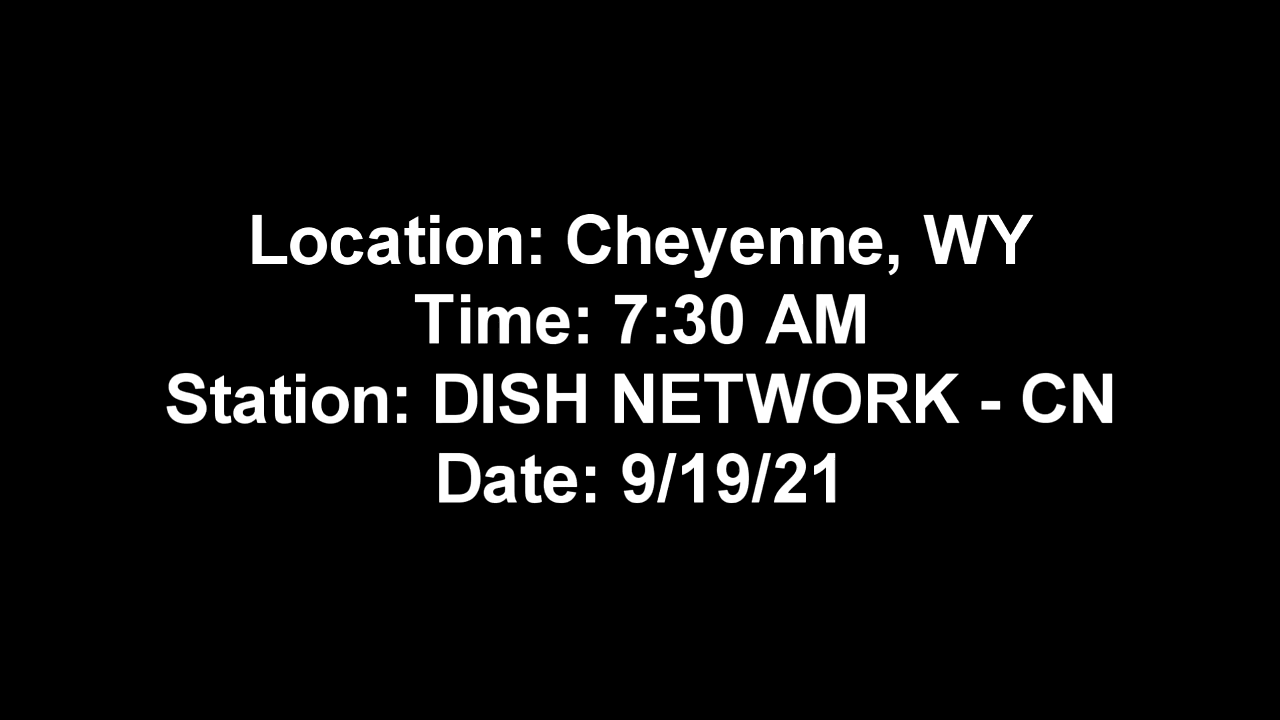 Location: Cheyenne, WY
Time: 7:30 AM
Station: DISH NETWORK - CN
Date: 9/19/21